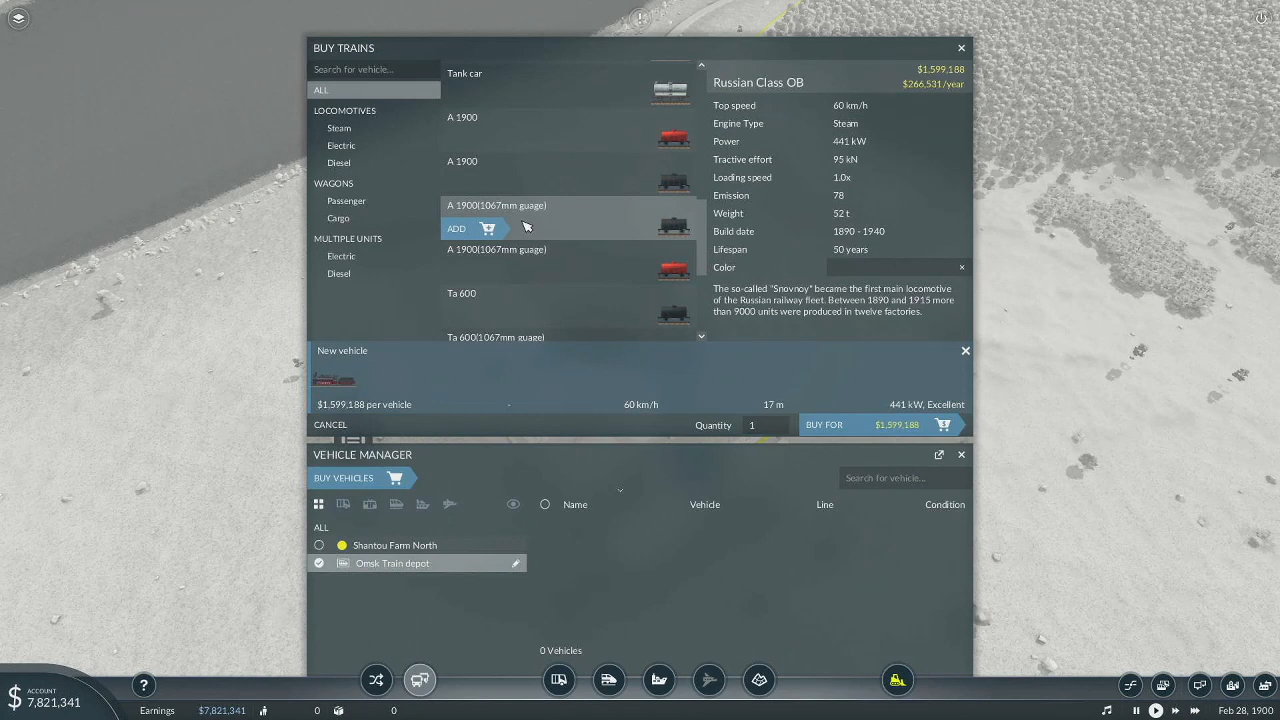 BUY TRAINS
Search for vehicle...
ALL
LOCOMOTIVES
Steam
Electric
Diesel
WAGONS
Passenger
Cargo
MULTIPLE UNITS
Electric
Diesel
Tank car
A 1900
A 1900
A 1900(1067mm guage)
ADD
A 1900(1067mm guage)
Ta 600
Ta 600(1067mm guage)
$1,599,188
Russian Class OB
$266,531/year
Top speed 60 km/h
Engine Type Steam
Power 441 kW
Tractive effort 95 kN
Loading speed 1.0x
Emission 78
Weight 52 t
Build date 1890 - 1940
Lifespan 50 years
Color
The so-called "Snovnoy" became the first main locomotive
of the Russian railway fleet. Between 1890 and 1915 more
than 9000 units were produced in twelve factories.
New vehicle
$1,599,188 per vehicle - 60 km/h 17 m 441 kW, Excellent
CANCEL Quantity 1 BUY FOR $1,599,188
VEHICLE MANAGER
BUY VEHICLES Search for vehicle...
Name Vehicle Line Condition
ALL
Shantou Farm North
Omsk Train depot
0 Vehicles
$ ACCOUNT
7,821,341
?
Earnings $7,821,341 0 0 Feb 28, 1900